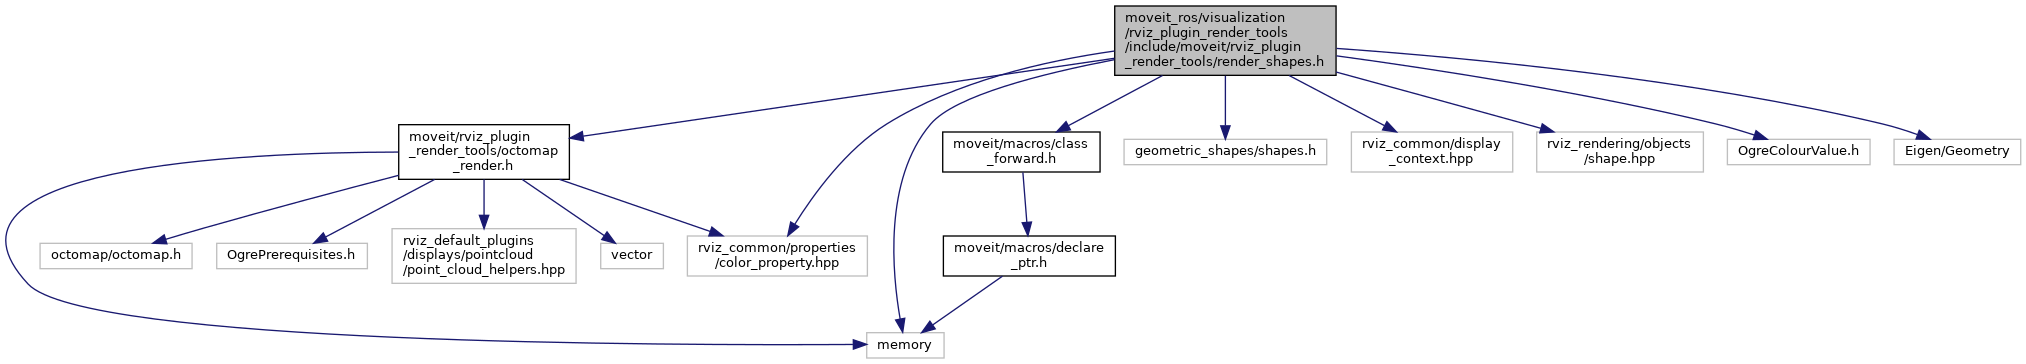 moveit_ros/visualization
/rviz_plugin_render_tools
/include/moveit/rviz_plugin
_render_tools/render_shapes.h
moveit/rviz_plugin
_render_tools/octomap
_render.h
moveit/macros/class
_forward.h
geometric_shapes/shapes.h
rviz_common/display
_context.hpp
rviz_rendering/objects
/shape.hpp
OgreColourValue.h
Eigen/Geometry
octomap/octomap.h
OgrePrerequisites.h
rviz_default_plugins
/displays/pointcloud
/point_cloud_helpers.hpp
vector
rviz_common/properties
/color_property.hpp
moveit/macros/declare
_ptr.h
memory